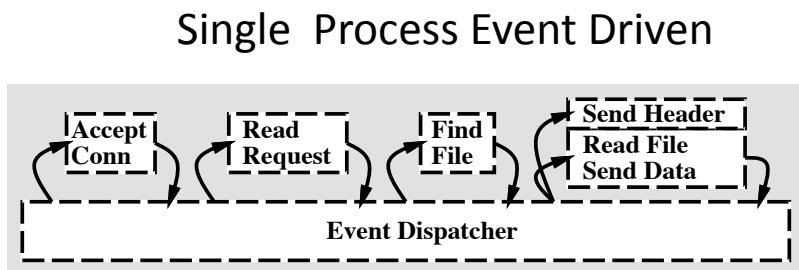 Single Process Event Driven
Accept
Conn
Read
Request
Find
File
Send Header
Read File
Send Data
Event Dispatcher